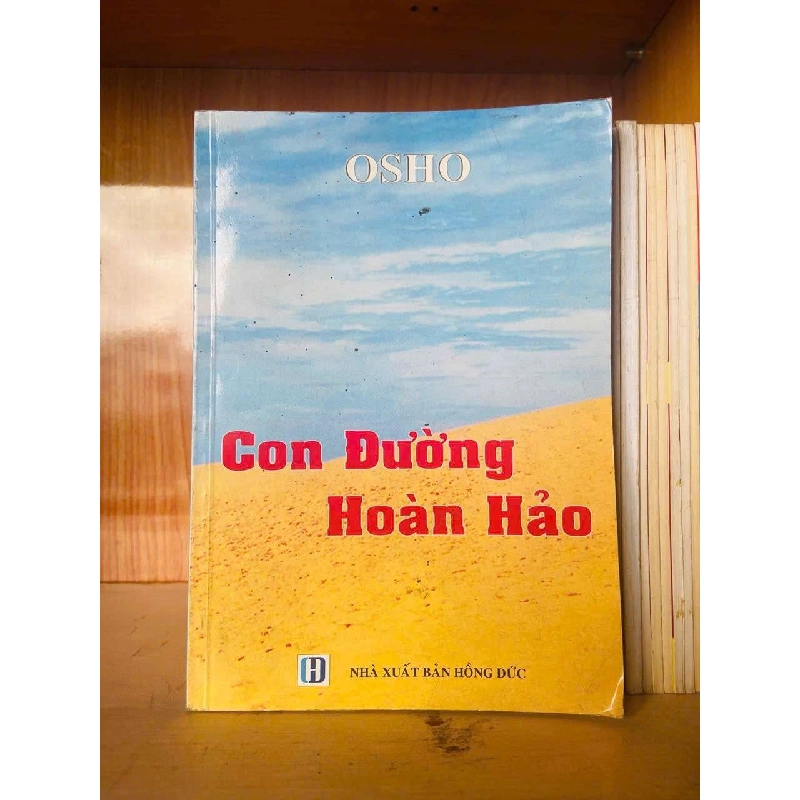 OSHO
Con Đường
Hoàn Hảo
NHÀ XUẤT BẢN HỒNG ĐỨC